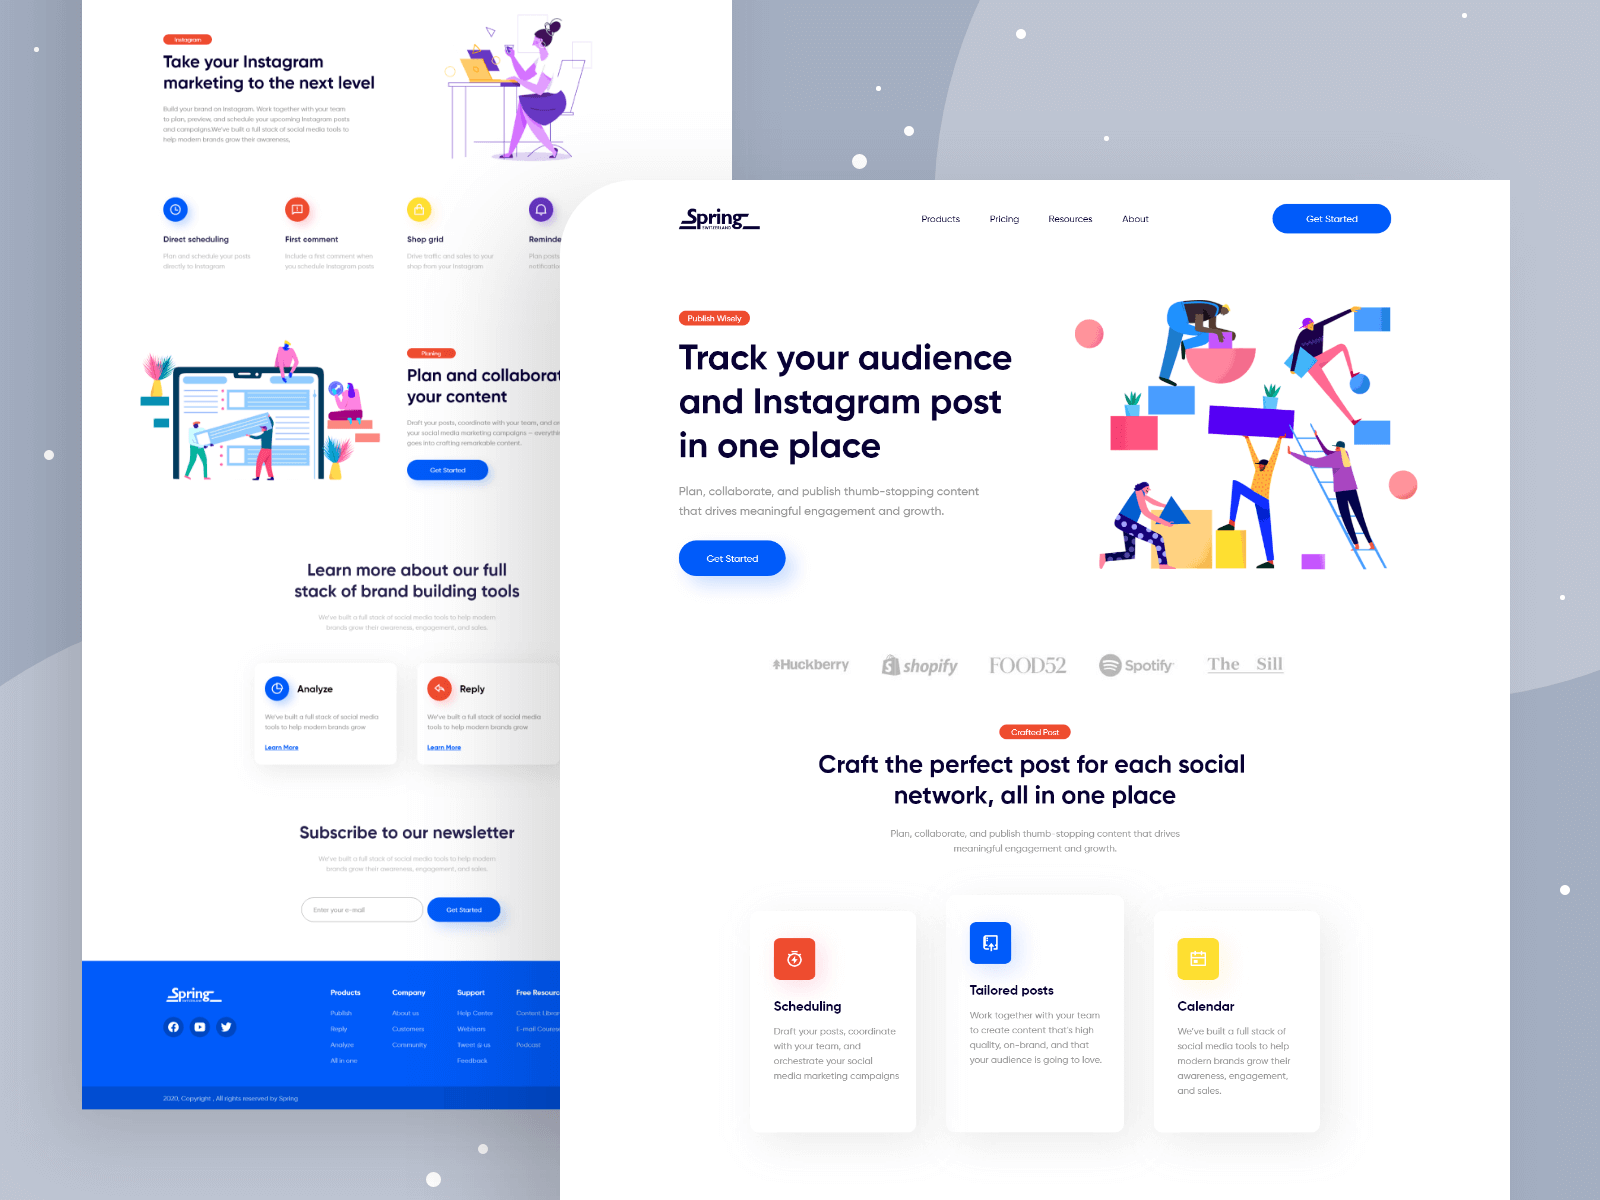 Instagram
Take your Instagram
marketing to the next level
Build your brand on Instagram. Work together with your team
to plan, preview, and schedule your upcoming Instagram posts
and campaigns.We've built a full stack of social media tools to
help modern brands grow their awareness,
Direct scheduling
Plan and schedule your posts
directly to Instagram
First comment
Include a first comment when
you schedule Instagram posts
Shop grid
Drive traffic and sales to your
shop from your Instagram
Reminde
Plan posts
notificatio
Planing
Plan and collaborat
your content
Draft your posts, coordinate with your team, and or
your social media marketing campaigns – everythin
goes into crafting remarkable content.
Get Started
Learn more about our full
stack of brand building tools
We've built a full stack of social media tools to help modern
brands grow their awareness, engagement, and sales.
Analyze
We've built a full stack of social media
tools to help modern brands grow
Learn More
Reply
We've built a full stack of social media
tools to help modern brands grow
Learn More
Subscribe to our newsletter
We've built a full stack of social media tools to help modern
brands grow their awareness, engagement, and sales.
Enter your e-mail
Get Started
Spring
SWITZERLAND
Products
Publish
Reply
Analyze
All in one
Company
About us
Customers
Community
Support
Help Center
Webinars
Tweet @ us
Feedback
Free Resourc
Content Librar
E-mail Course
Podcast
2020, Copyright , All rights reserved by Spring
Spring
SWITZERLAND
Products
Pricing
Resources
About
Get Started
Publish Wisely
Track your audience
and Instagram post
in one place
Plan, collaborate, and publish thumb-stopping content
that drives meaningful engagement and growth.
Get Started
Huckberry
shopify
FOOD52
Spotify
The Sill
Crafted Post
Craft the perfect post for each social
network, all in one place
Plan, collaborate, and publish thumb-stopping content that drives
meaningful engagement and growth.
Scheduling
Draft your posts, coordinate
with your team, and
orchestrate your social
media marketing campaigns
Tailored posts
Work together with your team
to create content that's high
quality, on-brand, and that
your audience is going to love.
Calendar
We've built a full stack of
social media tools to help
modern brands grow their
awareness, engagement,
and sales.